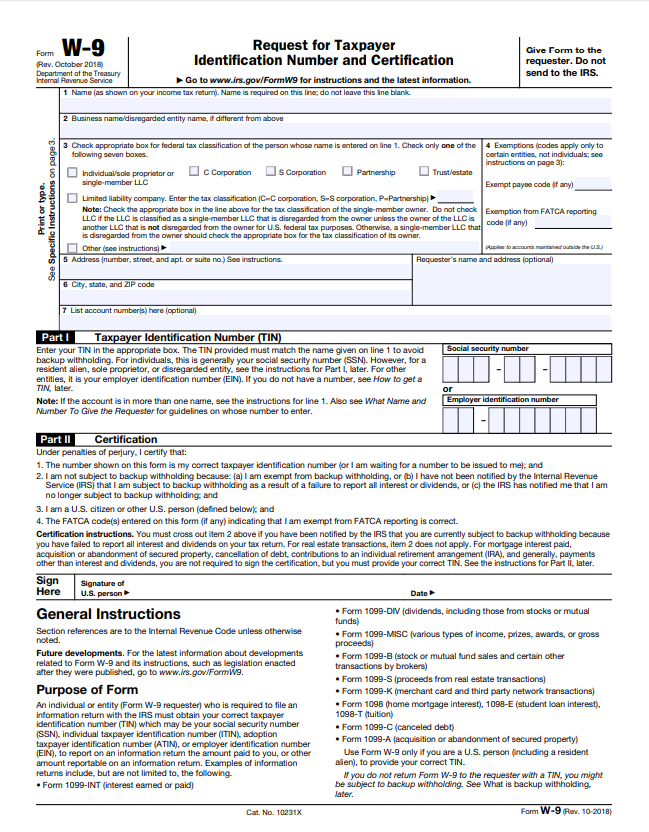 Form W-9
(Rev. October 2018)
Department of the Treasury
Internal Revenue Service
Request for Taxpayer
Identification Number and Certification
▶ Go to www.irs.gov/FormW9 for instructions and the latest information.
Give Form to the
requester. Do not
send to the IRS.
Print or type.
See Specific Instructions on page 3.
1 Name (as shown on your income tax return). Name is required on this line; do not leave this line blank.
2 Business name/disregarded entity name, if different from above
3 Check appropriate box for federal tax classification of the person whose name is entered on line 1. Check only one of the
following seven boxes.
Individual/sole proprietor or
single-member LLC
C Corporation
S Corporation
Partnership
Trust/estate
Limited liability company. Enter the tax classification (C=C corporation, S=S corporation, P=Partnership) ▶
Note: Check the appropriate box in the line above for the tax classification of the single-member owner. Do not check
LLC if the LLC is classified as a single-member LLC that is disregarded from the owner unless the owner of the LLC is
another LLC that is not disregarded from the owner for U.S. federal tax purposes. Otherwise, a single-member LLC that
is disregarded from the owner should check the appropriate box for the tax classification of its owner.
Other (see instructions) ▶
4 Exemptions (codes apply only to
certain entities, not individuals; see
instructions on page 3):
Exempt payee code (if any)
Exemption from FATCA reporting
code (if any)
(Applies to accounts maintained outside the U.S.)
5 Address (number, street, and apt. or suite no.) See instructions.
Requester's name and address (optional)
6 City, state, and ZIP code
7 List account number(s) here (optional)
Part I Taxpayer Identification Number (TIN)
Enter your TIN in the appropriate box. The TIN provided must match the name given on line 1 to avoid
backup withholding. For individuals, this is generally your social security number (SSN). However, for a
resident alien, sole proprietor, or disregarded entity, see the instructions for Part I, later. For other
entities, it is your employer identification number (EIN). If you do not have a number, see How to get a
TIN, later.
Note: If the account is in more than one name, see the instructions for line 1. Also see What Name and
Number To Give the Requester for guidelines on whose number to enter.
Social security number
– –
or
Employer identification number
–
Part II Certification
Under penalties of perjury, I certify that:
1. The number shown on this form is my correct taxpayer identification number (or I am waiting for a number to be issued to me); and
2. I am not subject to backup withholding because: (a) I am exempt from backup withholding, or (b) I have not been notified by the Internal Revenue
Service (IRS) that I am subject to backup withholding as a result of a failure to report all interest or dividends, or (c) the IRS has notified me that I am
no longer subject to backup withholding; and
3. I am a U.S. citizen or other U.S. person (defined below); and
4. The FATCA code(s) entered on this form (if any) indicating that I am exempt from FATCA reporting is correct.
Certification instructions. You must cross out item 2 above if you have been notified by the IRS that you are currently subject to backup withholding because
you have failed to report all interest and dividends on your tax return. For real estate transactions, item 2 does not apply. For mortgage interest paid,
acquisition or abandonment of secured property, cancellation of debt, contributions to an individual retirement arrangement (IRA), and generally, payments
other than interest and dividends, you are not required to sign the certification, but you must provide your correct TIN. See the instructions for Part II, later.
Sign
Here
Signature of
U.S. person ▶
Date ▶
General Instructions
Section references are to the Internal Revenue Code unless otherwise
noted.
Future developments. For the latest information about developments
related to Form W-9 and its instructions, such as legislation enacted
after they were published, go to www.irs.gov/FormW9.
Purpose of Form
An individual or entity (Form W-9 requester) who is required to file an
information return with the IRS must obtain your correct taxpayer
identification number (TIN) which may be your social security number
(SSN), individual taxpayer identification number (ITIN), adoption
taxpayer identification number (ATIN), or employer identification number
(EIN), to report on an information return the amount paid to you, or other
amount reportable on an information return. Examples of information
returns include, but are not limited to, the following.
• Form 1099-INT (interest earned or paid)
• Form 1099-DIV (dividends, including those from stocks or mutual
funds)
• Form 1099-MISC (various types of income, prizes, awards, or gross
proceeds)
• Form 1099-B (stock or mutual fund sales and certain other
transactions by brokers)
• Form 1099-S (proceeds from real estate transactions)
• Form 1099-K (merchant card and third party network transactions)
• Form 1098 (home mortgage interest), 1098-E (student loan interest),
1098-T (tuition)
• Form 1099-C (canceled debt)
• Form 1099-A (acquisition or abandonment of secured property)
Use Form W-9 only if you are a U.S. person (including a resident
alien), to provide your correct TIN.
If you do not return Form W-9 to the requester with a TIN, you might
be subject to backup withholding. See What is backup withholding,
later.
Cat. No. 10231X
Form W-9 (Rev. 10-2018)